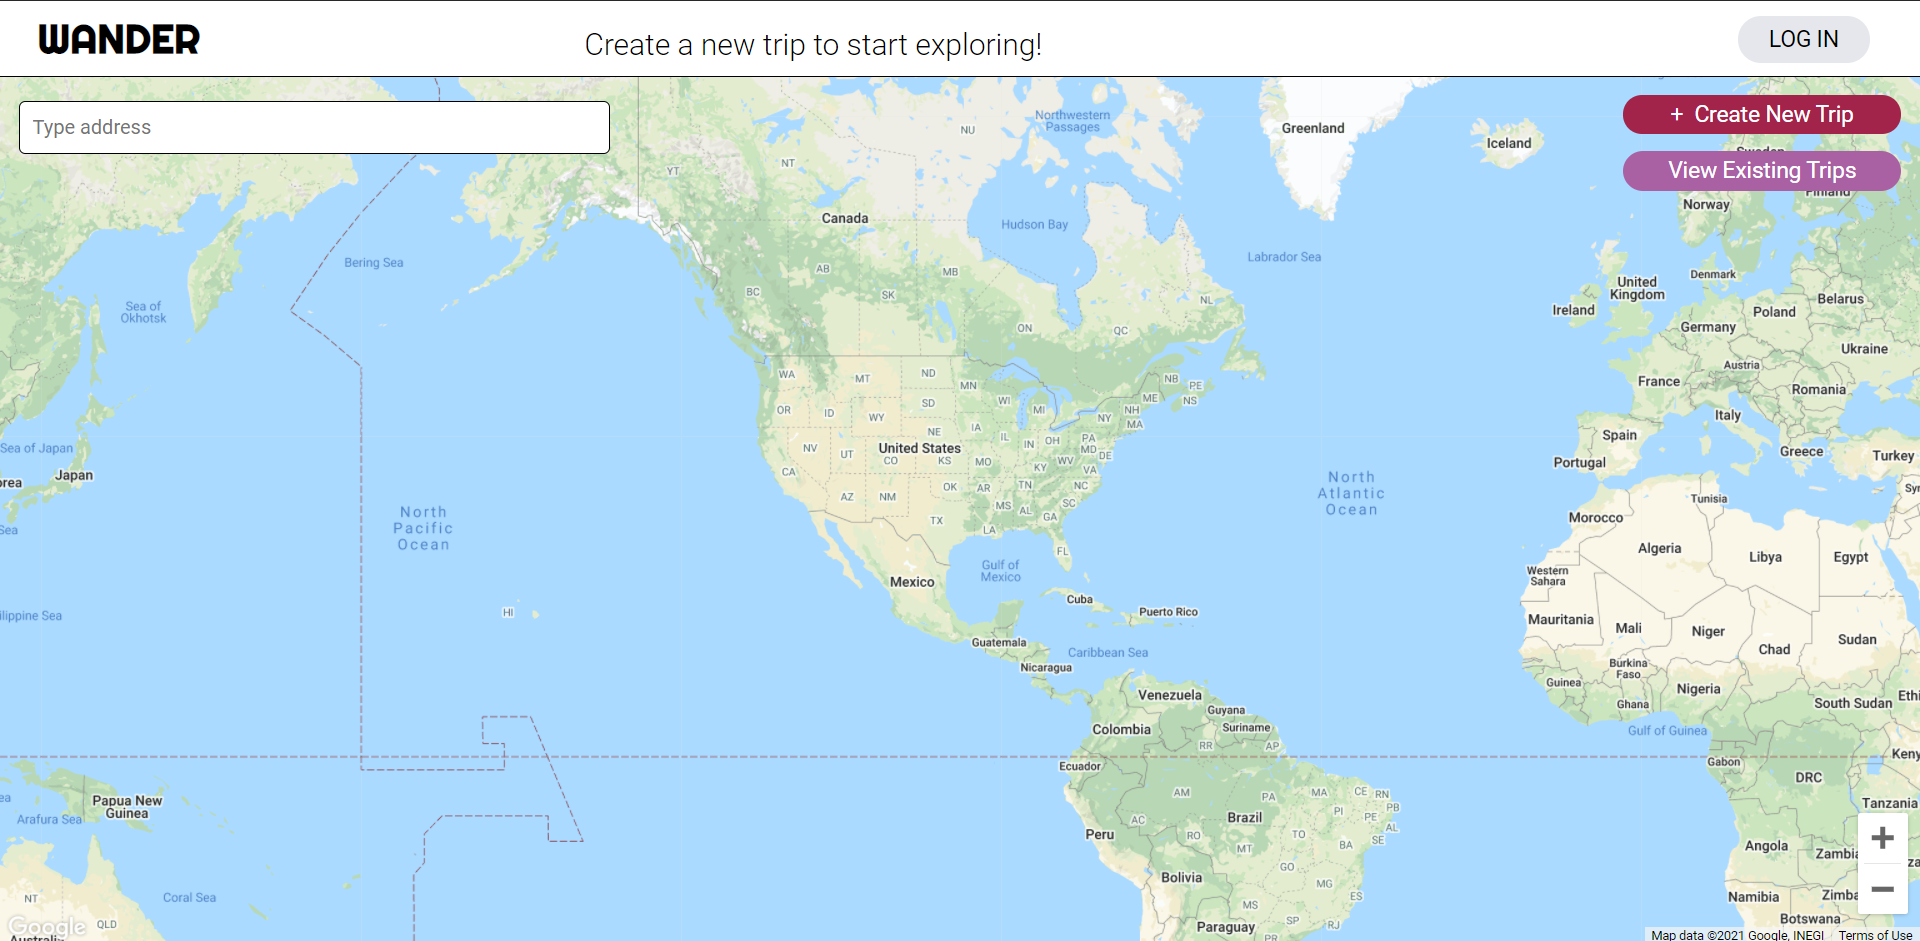 WANDER
Create a new trip to start exploring!
LOG IN
Type address
+ Create New Trip
View Existing Trips
Northwestern
Passages
NU
NT
YT
Greenland
Iceland
Sweden
Finland
Norway
Canada
Hudson Bay
Labrador Sea
Bering Sea
Sea of
Okhotsk
AB
MB
BC
SK
NL
ON
QC
Denmark
United
Kingdom
Ireland
Belarus
Poland
Germany
Ukraine
Austria
France
Romania
Italy
Spain
Portugal
Greece
Turkey
WA
MT
ND
MN
NB
PE
OR
ID
WY
SD
WI
MI
ME
NS
NY
NH
MA
NE
IA
IL
IN
OH
PA
MD
DE
NV
UT
United States
CO
KS
MO
KY
WV
VA
CA
AZ
NM
OK
AR
TN
NC
TX
MS
AL
GA
SC
LA
FL
Sea of Japan
Japan
rea
Sea
North
Pacific
Ocean
North
Atlantic
Ocean
Tunisia
Syr
Morocco
Algeria
Libya
Egypt
Western
Sahara
Gulf of
Mexico
Mexico
Cuba
Puerto Rico
HI
ilippine Sea
Guatemala
Caribbean Sea
Nicaragua
Mauritania
Mali
Niger
Chad
Sudan
Burkina
Faso
Guinea
Nigeria
Ghana
South Sudan
Ethi
Gulf of Guinea
Venezuela
Guyana
Suriname
Colombia
RR
AP
Ecuador
Gabon
Keny
DRC
Tanzania
AM
PA
MA
CE
RN
PB
PI
PE
AL
SE
AC
RO
TO
BA
Brazil
Peru
MT
GO
Bolivia
MG
ES
MS
SP
RJ
PR
Paraguay
Papua New
Guinea
ea
Arafura Sea
Coral Sea
NT
QLD
Australia
Google
Angola
Zambi
za
Namibia
Zimba
Botswana
+
−
Map data ©2021 Google, INEGI
Terms of Use